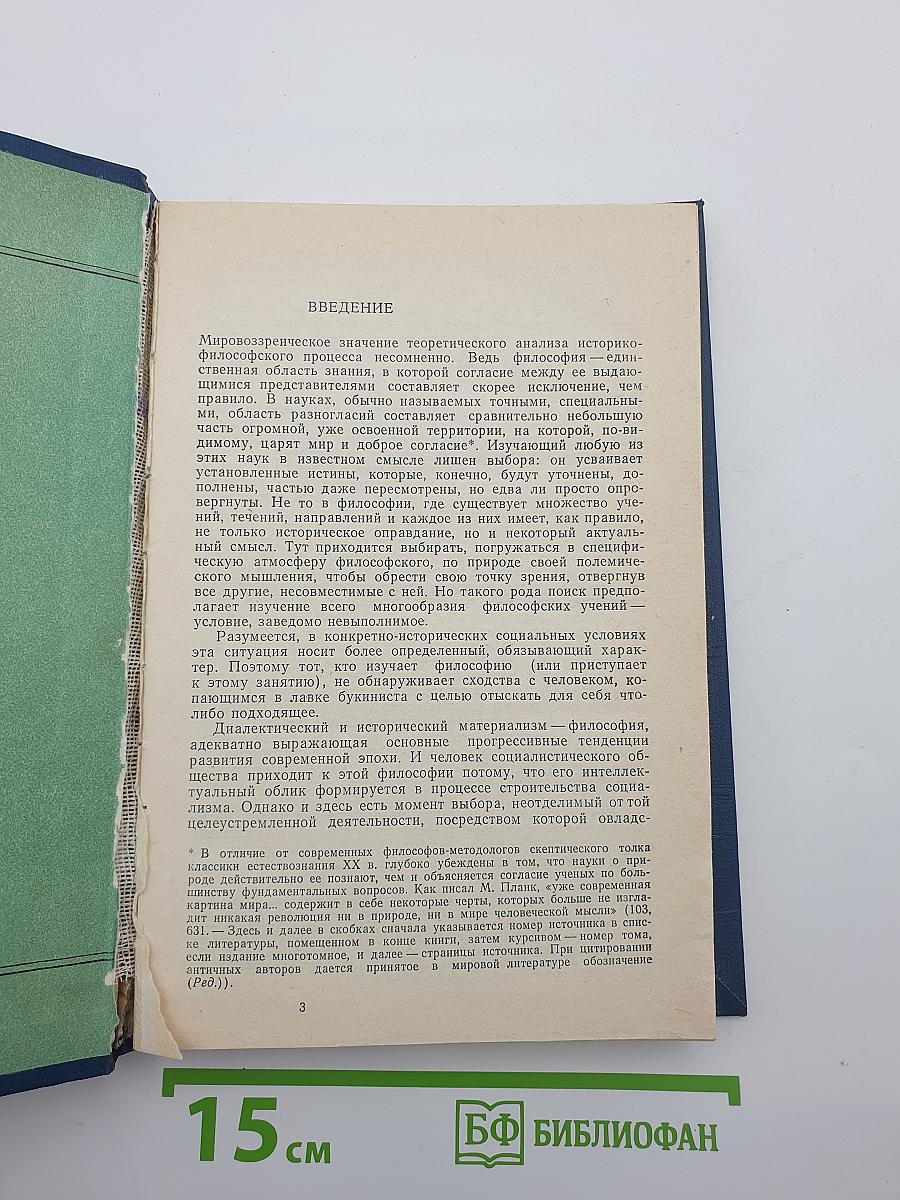 ВВЕДЕНИЕ
Мировоззренческое значение теоретического анализа историко-
философского процесса несомненно. Ведь философия — един-
ственная область знания, в которой согласие между ее выдаю-
щимися представителями составляет скорее исключение, чем
правило. В науках, обычно называемых точными, специальны-
ми, область разногласий составляет сравнительно небольшую
часть огромной, уже освоенной территории, на которой, по-ви-
димому, царят мир и доброе согласие*. Изучающий любую из
этих наук в известном смысле лишен выбора: он усваивает
установленные истины, которые, конечно, будут уточнены, до-
полнены, частью даже пересмотрены, но едва ли просто опро-
вергнуты. Не то в философии, где существует множество уче-
ний, течений, направлений и каждое из них имеет, как правило,
не только историческое оправдание, но и некоторый актуаль-
ный смысл. Тут приходится выбирать, погружаться в специфи-
ческую атмосферу философского, по природе своей полемиче-
ского мышления, чтобы обрести свою точку зрения, отвергнув
все другие, несовместимые с ней. Но такого рода поиск предпо-
лагает изучение всего многообразия философских учений —
условие, заведомо невыполнимое.
Разумеется, в конкретно-исторических социальных условиях
эта ситуация носит более определенный, обязывающий харак-
тер. Поэтому тот, кто изучает философию (или приступает
к этому занятию), не обнаруживает сходства с человеком, ко-
пающимся в лавке букиниста с целью отыскать для себя что-
либо подходящее.
Диалектический и исторический материализм — философия,
адекватно выражающая основные прогрессивные тенденции
развития современной эпохи. И человек социалистического об-
щества приходит к этой философии потому, что его интеллек-
туальный облик формируется в процессе строительства социа-
лизма. Однако и здесь есть момент выбора, неотделимый от той
целеустремленной деятельности, посредством которой овладе-
* В отличие от современных философов-методологов скептического толка
классики естествознания XX в. глубоко убеждены в том, что науки о при-
роде действительно ее познают, чем и объясняется согласие ученых по боль-
шинству фундаментальных вопросов. Как писал М. Планк, «уже современная
картина мира... содержит в себе некоторые черты, которых больше не изгла-
дит никакая революция ни в природе, ни в мире человеческой мысли» (103,
631. — Здесь и далее в скобках сначала указывается номер источника в спис-
ке литературы, помещенном в конце книги, затем курсивом — номер тома,
если издание многотомное, и далее — страницы источника. При цитировании
античных авторов дается принятое в мировой литературе обозначение
(Ред.)).
3
15 см
БФ БИБЛИОФАН